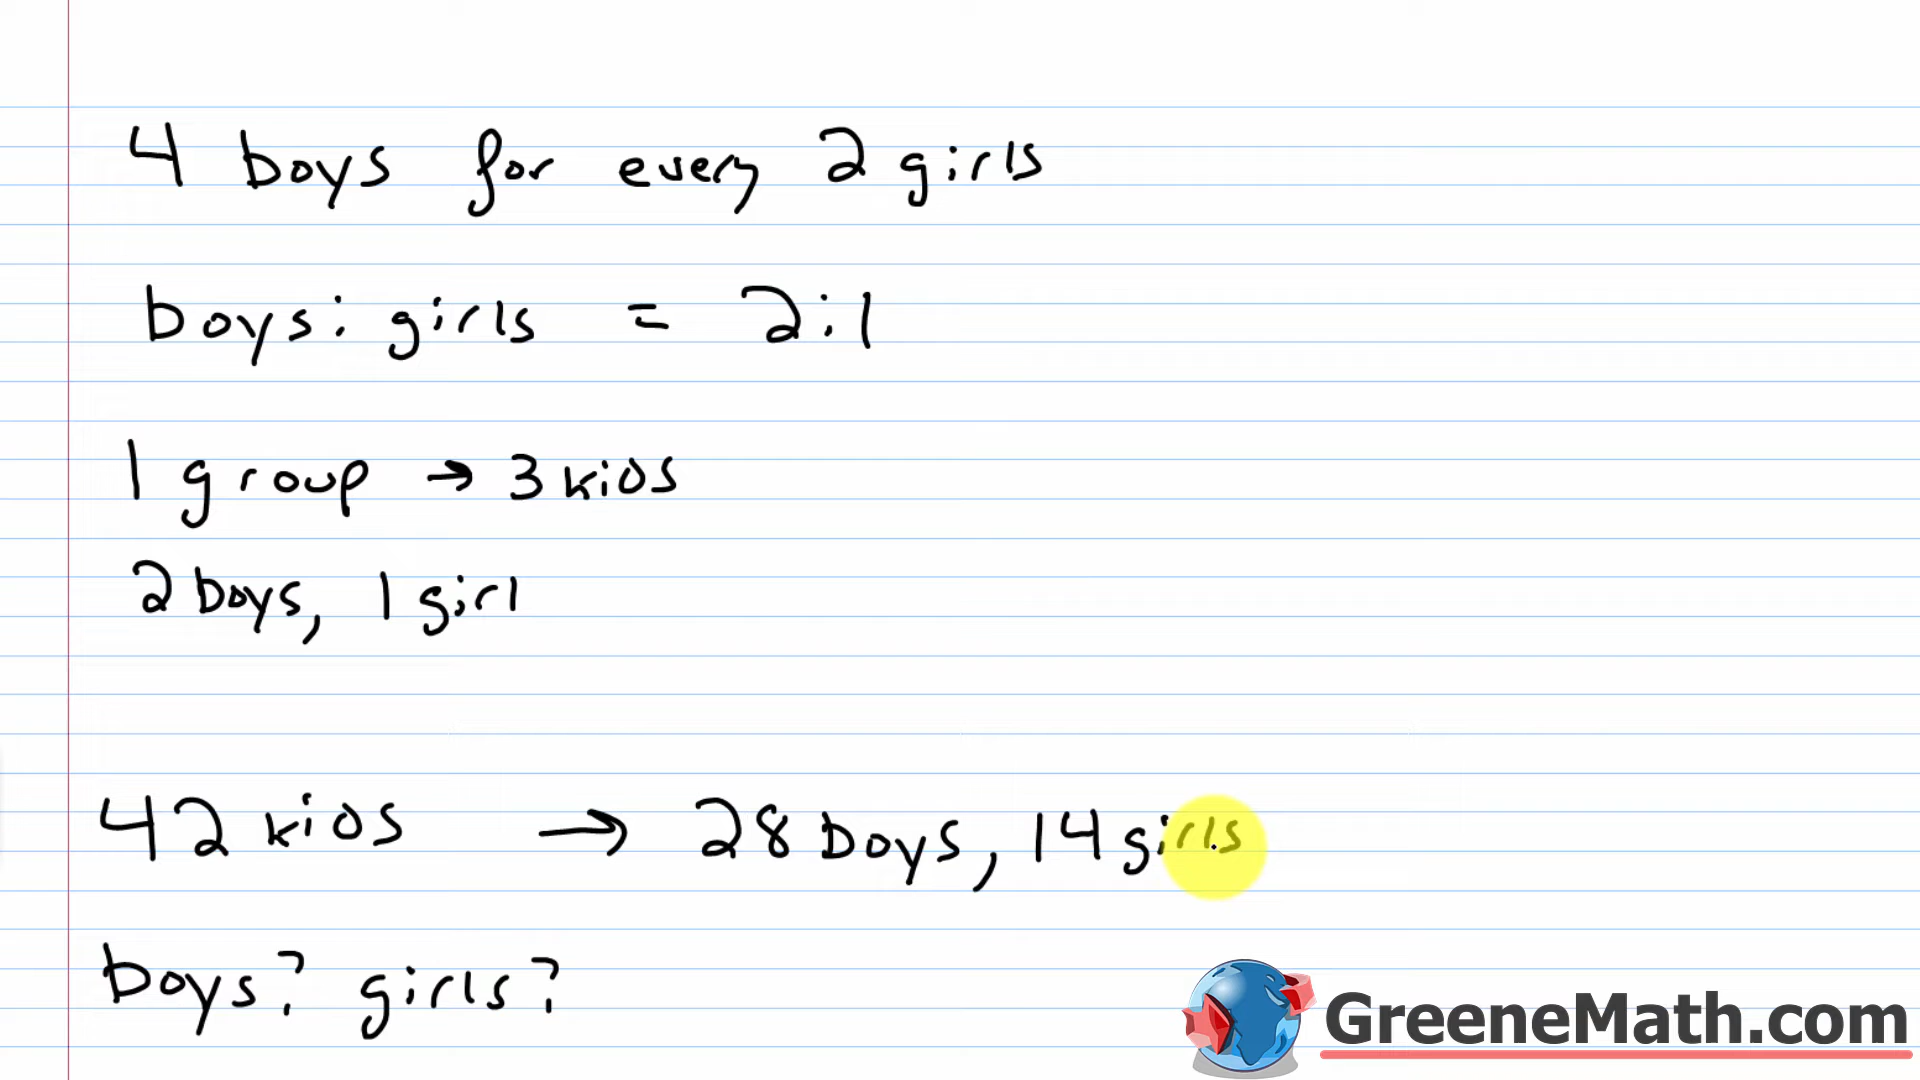 4 boys for every 2 girls
boys: girls = 2:1
1 group → 3 kids
2 boys, 1 girl
42 kids → 28 boys, 14 girls
boys? girls?
GreeneMath.com